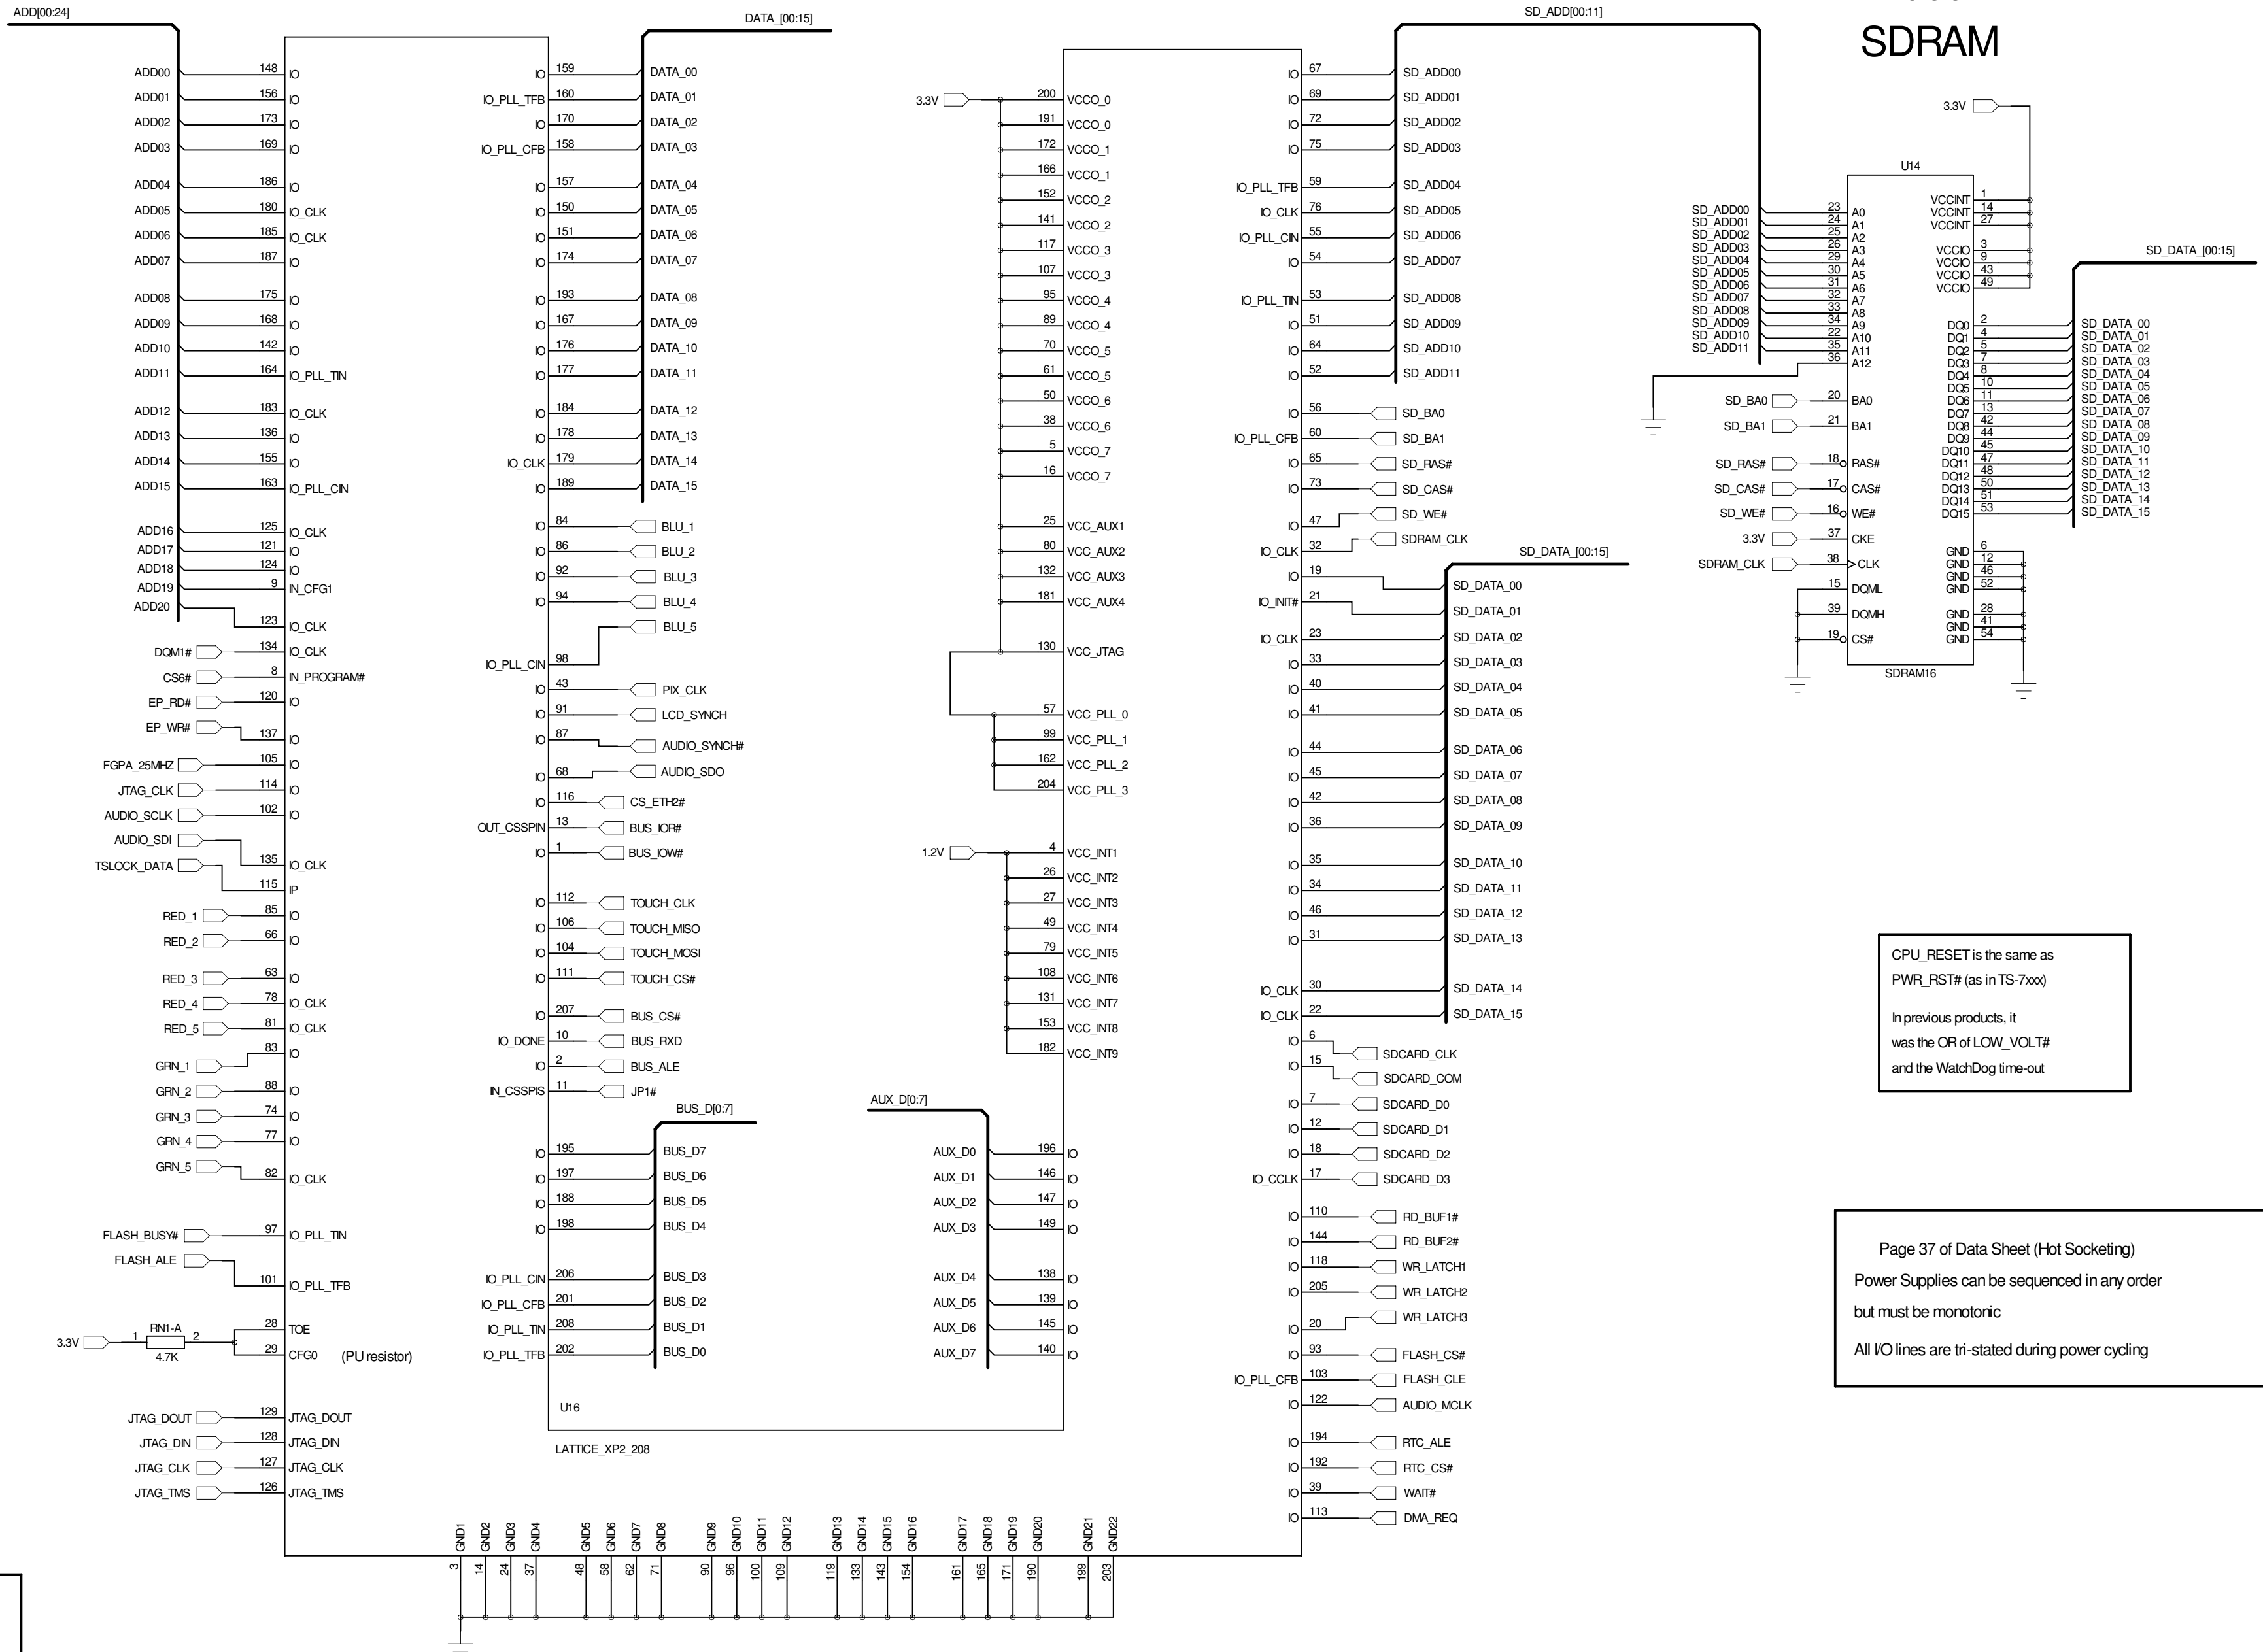 ADD[00:24]
DATA_[00:15]
SD_ADD[00:11]
SDRAM
ADD00 148 IO
ADD01 156 IO
ADD02 173 IO
ADD03 169 IO
ADD04 186 IO
ADD05 180 IO_CLK
ADD06 185 IO_CLK
ADD07 187 IO
ADD08 175 IO
ADD09 168 IO
ADD10 142 IO
ADD11 164 IO_PLL_TIN
ADD12 183 IO_CLK
ADD13 136 IO
ADD14 155 IO
ADD15 163 IO_PLL_CIN
ADD16 125 IO_CLK
ADD17 121 IO
ADD18 124 IO
ADD19 9 IN_CFG1
ADD20 123 IO_CLK
DQM1# 134 IO_CLK
CS6# 8 IN_PROGRAM#
EP_RD# 120 IO
EP_WR# 137 IO
FGPA_25MHZ 105 IO
JTAG_CLK 114 IO
AUDIO_SCLK 102 IO
AUDIO_SDI 135 IO_CLK
TSLOCK_DATA 115 IP
RED_1 85 IO
RED_2 66 IO
RED_3 63 IO
RED_4 78 IO_CLK
RED_5 81 IO_CLK
GRN_1 83 IO
GRN_2 88 IO
GRN_3 74 IO
GRN_4 77 IO
GRN_5 82 IO_CLK
FLASH_BUSY# 97 IO_PLL_TIN
FLASH_ALE 101 IO_PLL_TFB
3.3V 1 RN1-A 2 28 TOE
4.7K 29 CFG0 (PU resistor)
JTAG_DOUT 129 JTAG_DOUT
JTAG_DIN 128 JTAG_DIN
JTAG_CLK 127 JTAG_CLK
JTAG_TMS 126 JTAG_TMS
IO 159 DATA_00
IO_PLL_TFB 160 DATA_01
IO 170 DATA_02
IO_PLL_CFB 158 DATA_03
IO 157 DATA_04
IO 150 DATA_05
IO 151 DATA_06
IO 174 DATA_07
IO 193 DATA_08
IO 167 DATA_09
IO 176 DATA_10
IO 177 DATA_11
IO 184 DATA_12
IO 178 DATA_13
IO_CLK 179 DATA_14
IO 189 DATA_15
IO 84 BLU_1
IO 86 BLU_2
IO 92 BLU_3
IO 94 BLU_4
IO_PLL_CIN 98 BLU_5
IO 43 PIX_CLK
IO 91 LCD_SYNCH
IO 87 AUDIO_SYNCH#
IO 68 AUDIO_SDO
IO 116 CS_ETH2#
OUT_CSSPIN 13 BUS_IOR#
IO 1 BUS_IOW#
IO 112 TOUCH_CLK
IO 106 TOUCH_MISO
IO 104 TOUCH_MOSI
IO 111 TOUCH_CS#
IO 207 BUS_CS#
IO_DONE 10 BUS_RXD
IO 2 BUS_ALE
IN_CSSPIS 11 JP1#
BUS_D[0:7]
IO 195 BUS_D7
IO 197 BUS_D6
IO 188 BUS_D5
IO 198 BUS_D4
IO_PLL_CIN 206 BUS_D3
IO_PLL_CFB 201 BUS_D2
IO_PLL_TIN 208 BUS_D1
IO_PLL_TFB 202 BUS_D0
U16
LATTICE_XP2_208
3.3V 200 VCCO_0
191 VCCO_0
172 VCCO_1
166 VCCO_1
152 VCCO_2
141 VCCO_2
117 VCCO_3
107 VCCO_3
95 VCCO_4
89 VCCO_4
70 VCCO_5
61 VCCO_5
50 VCCO_6
38 VCCO_6
5 VCCO_7
16 VCCO_7
25 VCC_AUX1
80 VCC_AUX2
132 VCC_AUX3
181 VCC_AUX4
130 VCC_JTAG
57 VCC_PLL_0
99 VCC_PLL_1
162 VCC_PLL_2
204 VCC_PLL_3
1.2V 4 VCC_INT1
26 VCC_INT2
27 VCC_INT3
49 VCC_INT4
79 VCC_INT5
108 VCC_INT6
131 VCC_INT7
153 VCC_INT8
182 VCC_INT9
AUX_D[0:7]
AUX_D0 196 IO
AUX_D1 146 IO
AUX_D2 147 IO
AUX_D3 149 IO
AUX_D4 138 IO
AUX_D5 139 IO
AUX_D6 145 IO
AUX_D7 140 IO
IO 67 SD_ADD00
IO 69 SD_ADD01
IO 72 SD_ADD02
IO 75 SD_ADD03
IO_PLL_TFB 59 SD_ADD04
IO_CLK 76 SD_ADD05
IO_PLL_CIN 55 SD_ADD06
IO 54 SD_ADD07
IO_PLL_TIN 53 SD_ADD08
IO 51 SD_ADD09
IO 64 SD_ADD10
IO 52 SD_ADD11
IO 56 SD_BA0
IO_PLL_CFB 60 SD_BA1
IO 65 SD_RAS#
IO 73 SD_CAS#
IO 47 SD_WE#
IO_CLK 32 SDRAM_CLK
SD_DATA_[00:15]
IO 19 SD_DATA_00
IO_INIT# 21 SD_DATA_01
IO_CLK 23 SD_DATA_02
IO 33 SD_DATA_03
IO 40 SD_DATA_04
IO 41 SD_DATA_05
IO 44 SD_DATA_06
IO 45 SD_DATA_07
IO 42 SD_DATA_08
IO 36 SD_DATA_09
IO 35 SD_DATA_10
IO 34 SD_DATA_11
IO 46 SD_DATA_12
IO 31 SD_DATA_13
IO_CLK 30 SD_DATA_14
IO_CLK 22 SD_DATA_15
IO 6 SDCARD_CLK
IO 15 SDCARD_COM
IO 7 SDCARD_D0
IO 12 SDCARD_D1
IO 18 SDCARD_D2
IO_CCLK 17 SDCARD_D3
IO 110 RD_BUF1#
IO 144 RD_BUF2#
IO 118 WR_LATCH1
IO 205 WR_LATCH2
IO 20 WR_LATCH3
IO 93 FLASH_CS#
IO_PLL_CFB 103 FLASH_CLE
IO 122 AUDIO_MCLK
IO 194 RTC_ALE
IO 192 RTC_CS#
IO 39 WAIT#
IO 113 DMA_REQ
GND1 GND2 GND3 GND4 GND5 GND6 GND7 GND8 GND9 GND10 GND11 GND12 GND13 GND14 GND15 GND16 GND17 GND18 GND19 GND20 GND21 GND22
3 14 24 37 48 58 62 71 90 96 100 109 119 133 143 154 161 165 171 190 199 203
3.3V
U14
SD_ADD00 23 A0
SD_ADD01 24 A1
SD_ADD02 25 A2
SD_ADD03 26 A3
SD_ADD04 29 A4
SD_ADD05 30 A5
SD_ADD06 31 A6
SD_ADD07 32 A7
SD_ADD08 33 A8
SD_ADD09 34 A9
SD_ADD10 22 A10
SD_ADD11 35 A11
36 A12
SD_BA0 20 BA0
SD_BA1 21 BA1
SD_RAS# 18 RAS#
SD_CAS# 17 CAS#
SD_WE# 16 WE#
3.3V 37 CKE
SDRAM_CLK 38 CLK
15 DQML
39 DQMH
19 CS#
VCCINT 1
VCCINT 14
VCCINT 27
VCCIO 3
VCCIO 9
VCCIO 43
VCCIO 49
SD_DATA_[00:15]
DQ0 2 SD_DATA_00
DQ1 4 SD_DATA_01
DQ2 5 SD_DATA_02
DQ3 7 SD_DATA_03
DQ4 8 SD_DATA_04
DQ5 10 SD_DATA_05
DQ6 11 SD_DATA_06
DQ7 13 SD_DATA_07
DQ8 42 SD_DATA_08
DQ9 44 SD_DATA_09
DQ10 45 SD_DATA_10
DQ11 47 SD_DATA_11
DQ12 48 SD_DATA_12
DQ13 50 SD_DATA_13
DQ14 51 SD_DATA_14
DQ15 53 SD_DATA_15
GND 6
GND 12
GND 46
GND 52
GND 28
GND 41
GND 54
SDRAM16
CPU_RESET is the same as
PWR_RST# (as in TS-7xxx)
In previous products, it
was the OR of LOW_VOLT#
and the WatchDog time-out
Page 37 of Data Sheet (Hot Socketing)
Power Supplies can be sequenced in any order
but must be monotonic
All I/O lines are tri-stated during power cycling